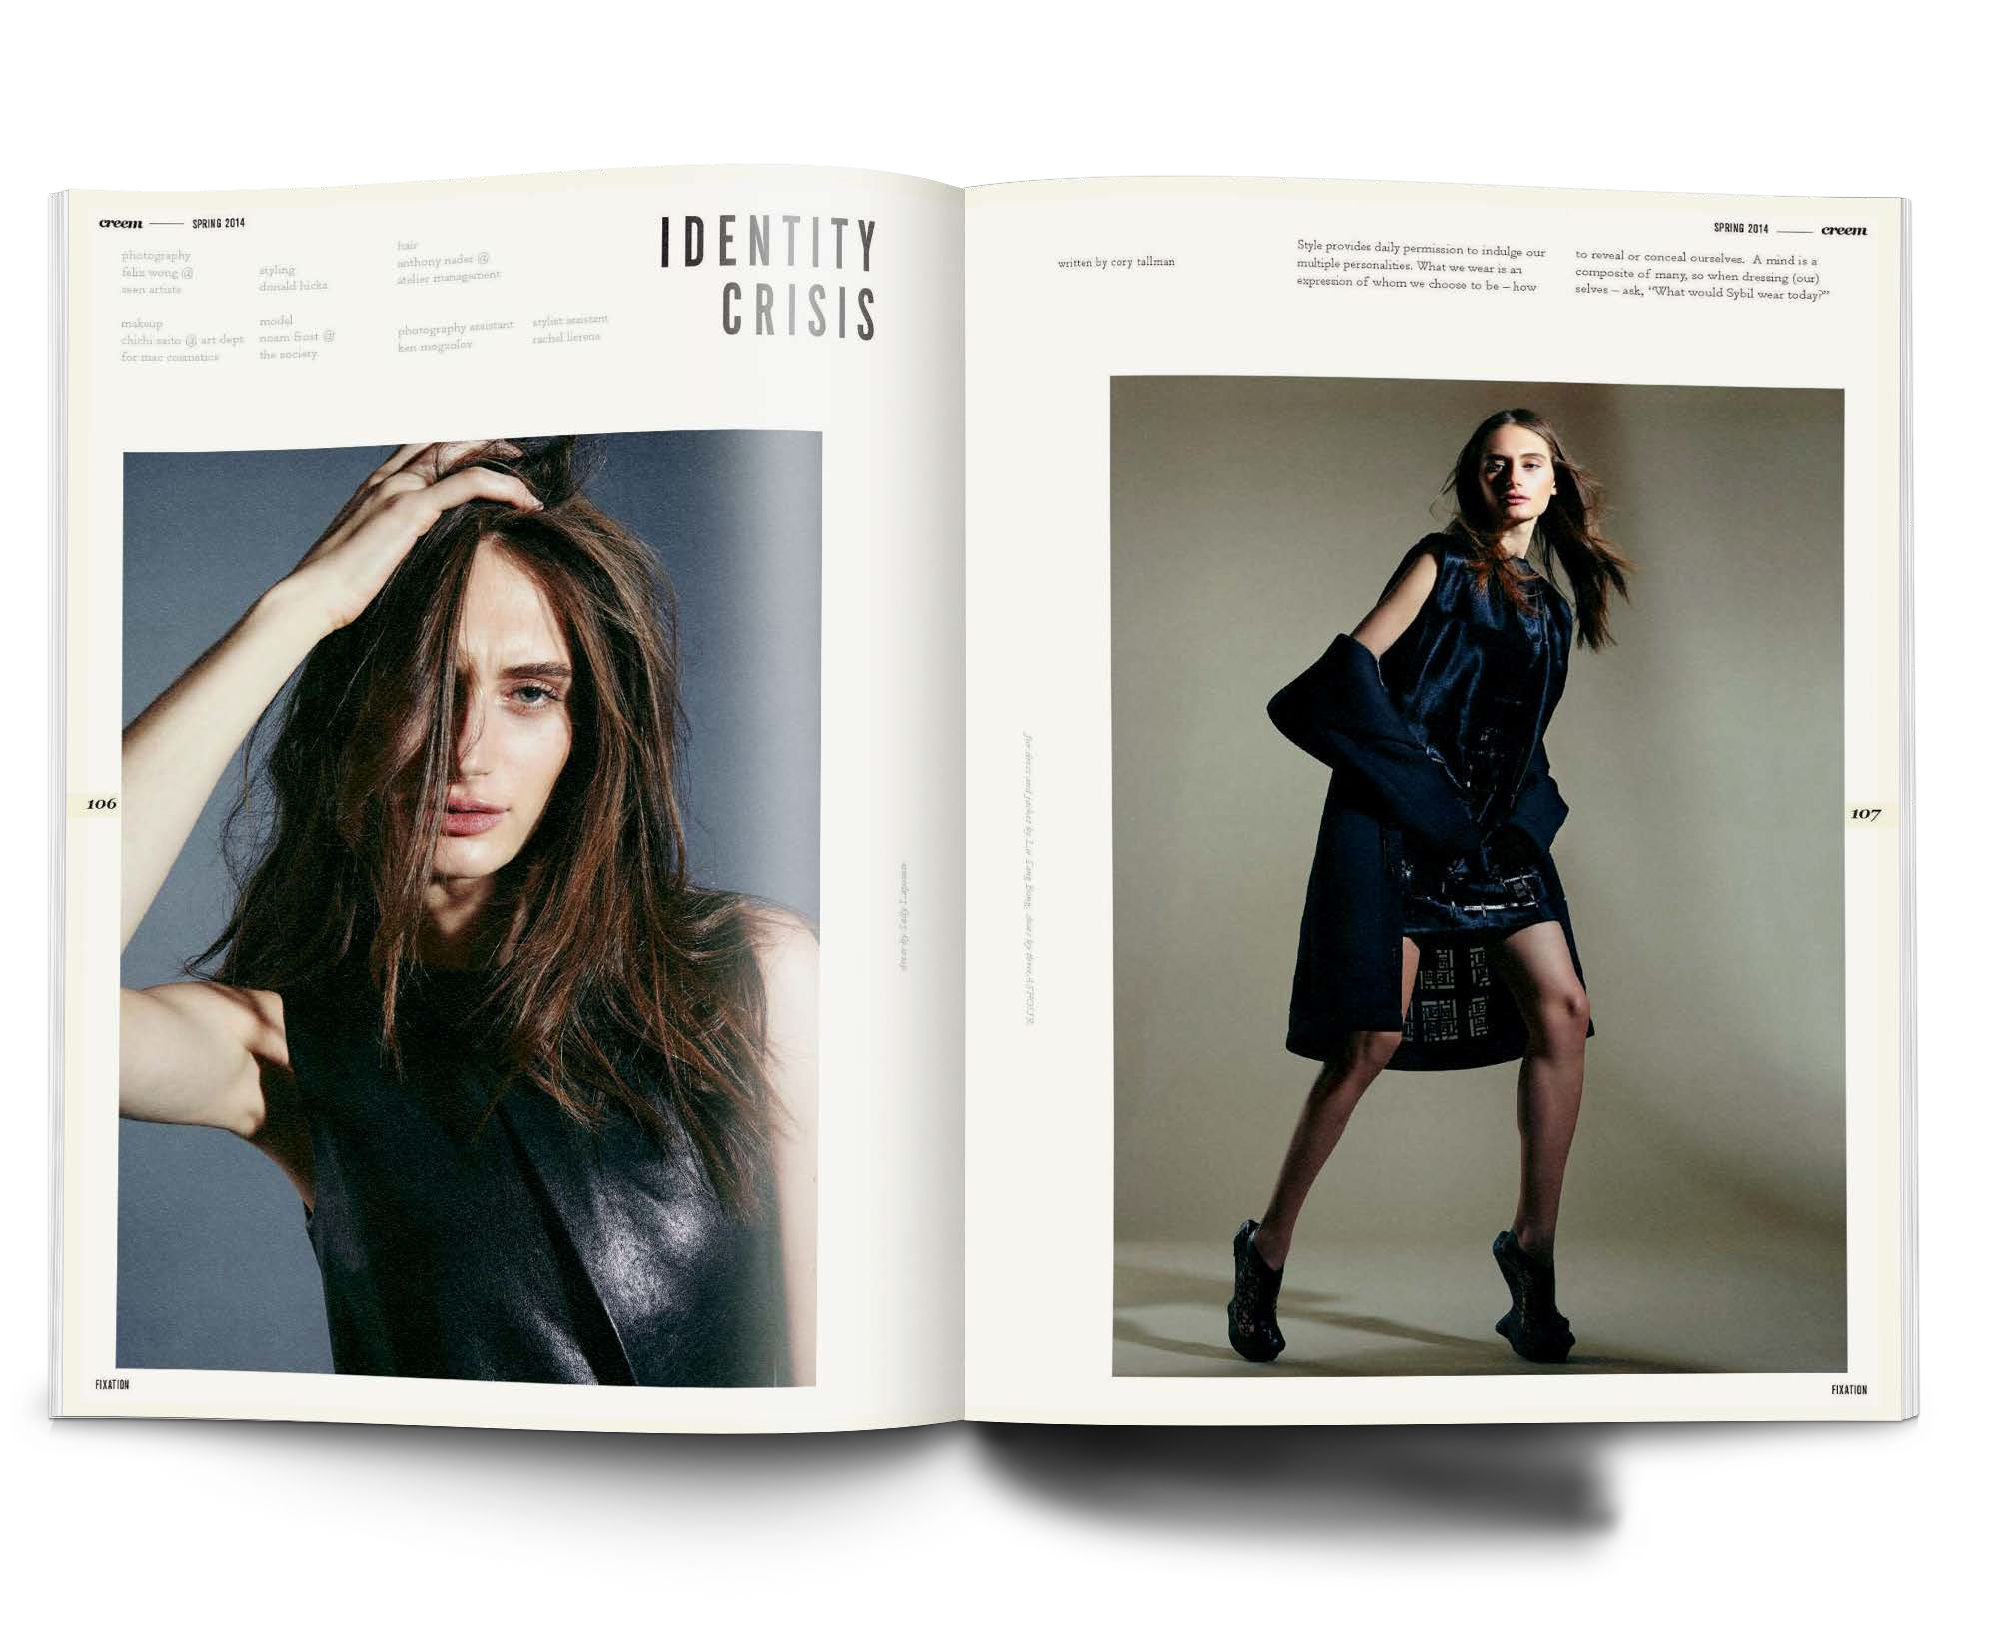 creem SPRING 2014
photography
felix wong @
seen artists
styling
donald hicks
hair
anthony nader @
atelier management
makeup
chichi saito @ art dept
for mac cosmetics
model
noam frost @
the society
photography assistant
ken mogzolov
stylist assistant
rachel
IDENTITY
CRISIS
106
dress by Sally Lapointe
FIXATION
SPRING 2014 creem
written by cory tallman
Style provides daily permission to indulge our
multiple personalities. What we wear is an
expression of whom we choose to be – how
to reveal or conceal ourselves. A mind is a
composite of many, so when dressing (our)
selves – ask, “What would Sybil wear today?”
107
FIXATION